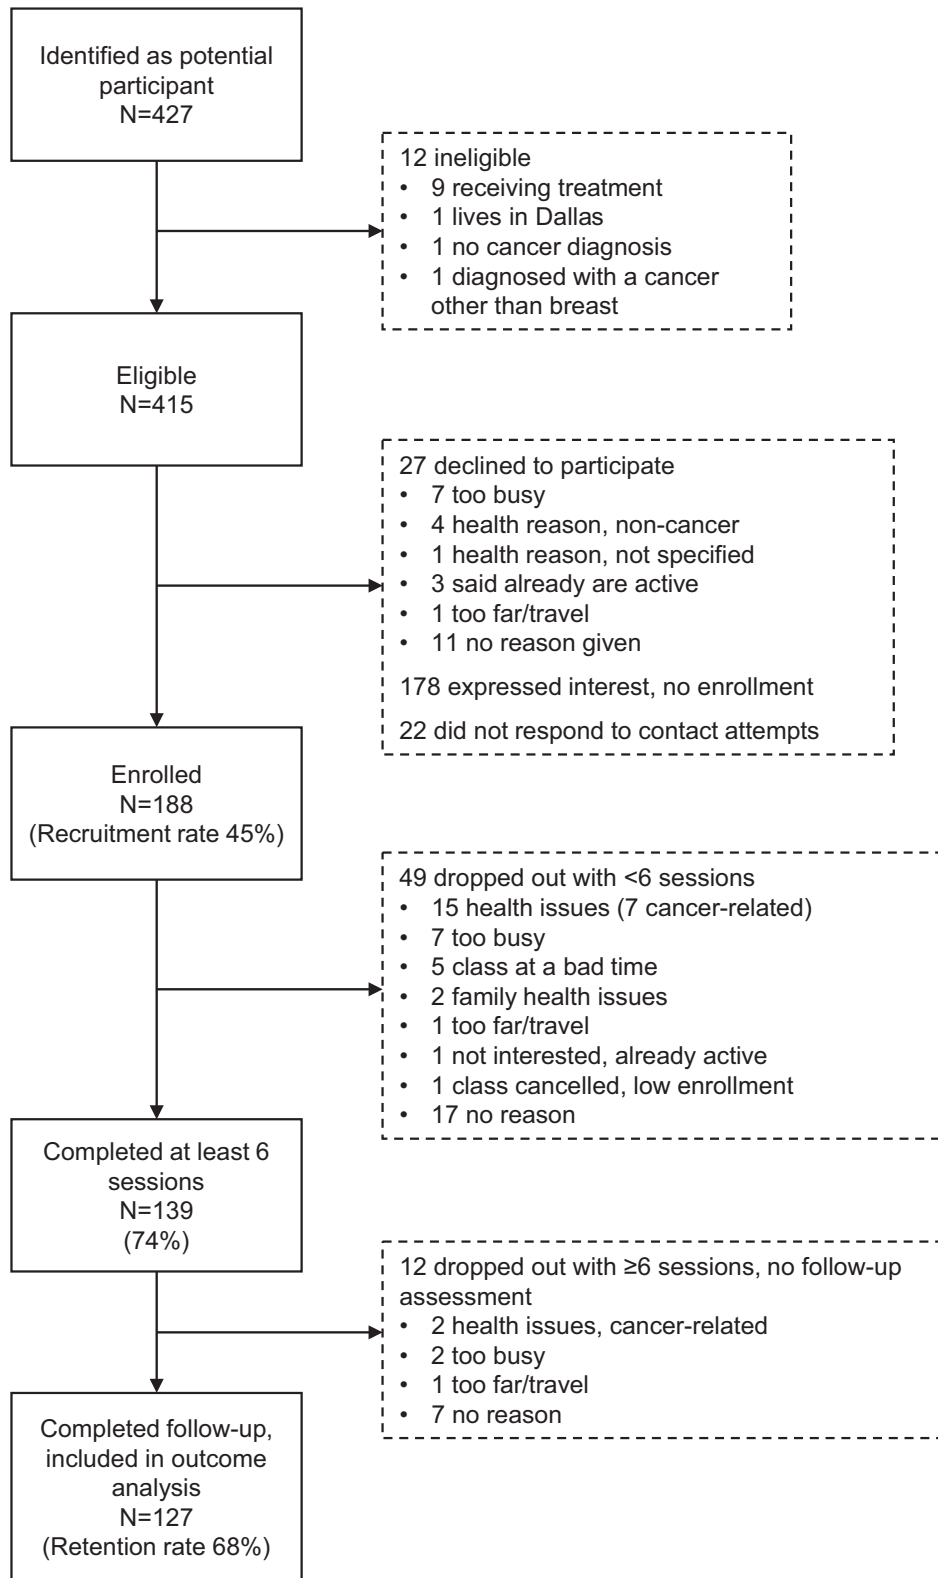 Identified as potential
participant
N=427
12 ineligible
• 9 receiving treatment
• 1 lives in Dallas
• 1 no cancer diagnosis
• 1 diagnosed with a cancer
other than breast
Eligible
N=415
27 declined to participate
• 7 too busy
• 4 health reason, non-cancer
• 1 health reason, not specified
• 3 said already are active
• 1 too far/travel
• 11 no reason given
178 expressed interest, no enrollment
22 did not respond to contact attempts
Enrolled
N=188
(Recruitment rate 45%)
49 dropped out with <6 sessions
• 15 health issues (7 cancer-related)
• 7 too busy
• 5 class at a bad time
• 2 family health issues
• 1 too far/travel
• 1 not interested, already active
• 1 class cancelled, low enrollment
• 17 no reason
Completed at least 6
sessions
N=139
(74%)
12 dropped out with ≥6 sessions, no follow-up
assessment
• 2 health issues, cancer-related
• 2 too busy
• 1 too far/travel
• 7 no reason
Completed follow-up,
included in outcome
analysis
N=127
(Retention rate 68%)